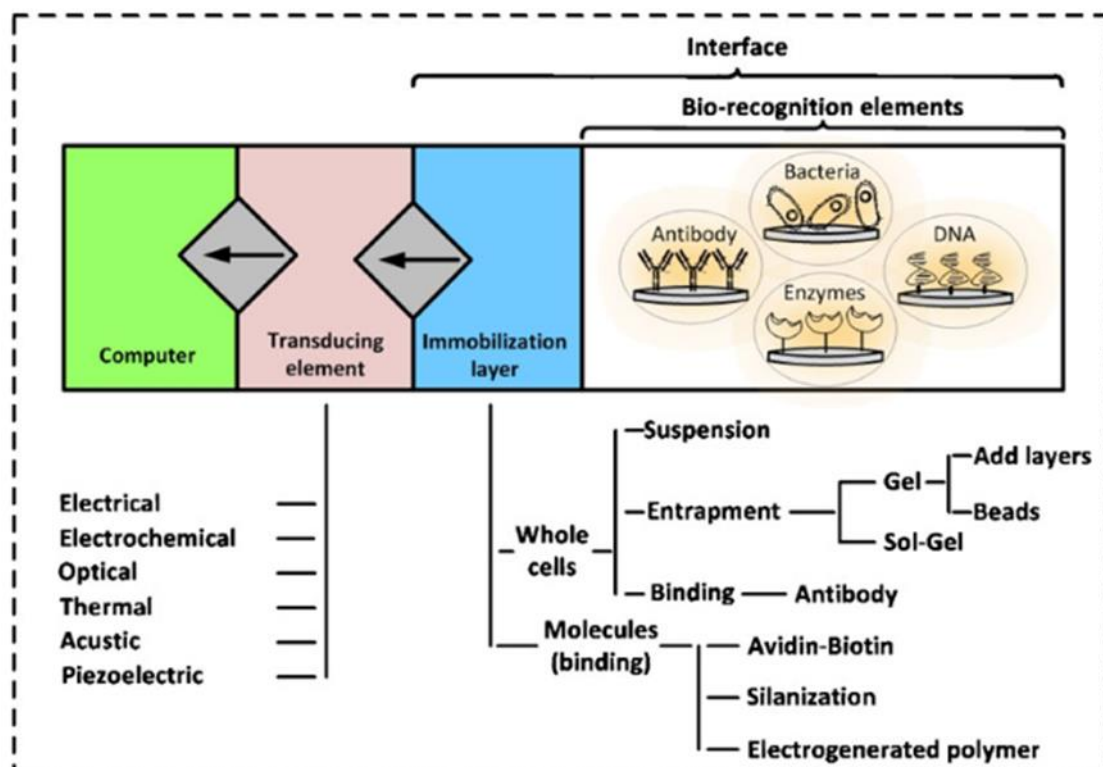 Interface
Bio-recognition elements
Bacteria
Antibody
DNA
Enzymes
Computer
Transducing
element
Immobilization
layer
Electrical
Electrochemical
Optical
Thermal
Acustic
Piezoelectric
Whole
cells
Suspension
Entrapment
Gel
Add layers
Beads
Sol-Gel
Binding
Antibody
Molecules
(binding)
Avidin-Biotin
Silanization
Electrogenerated polymer